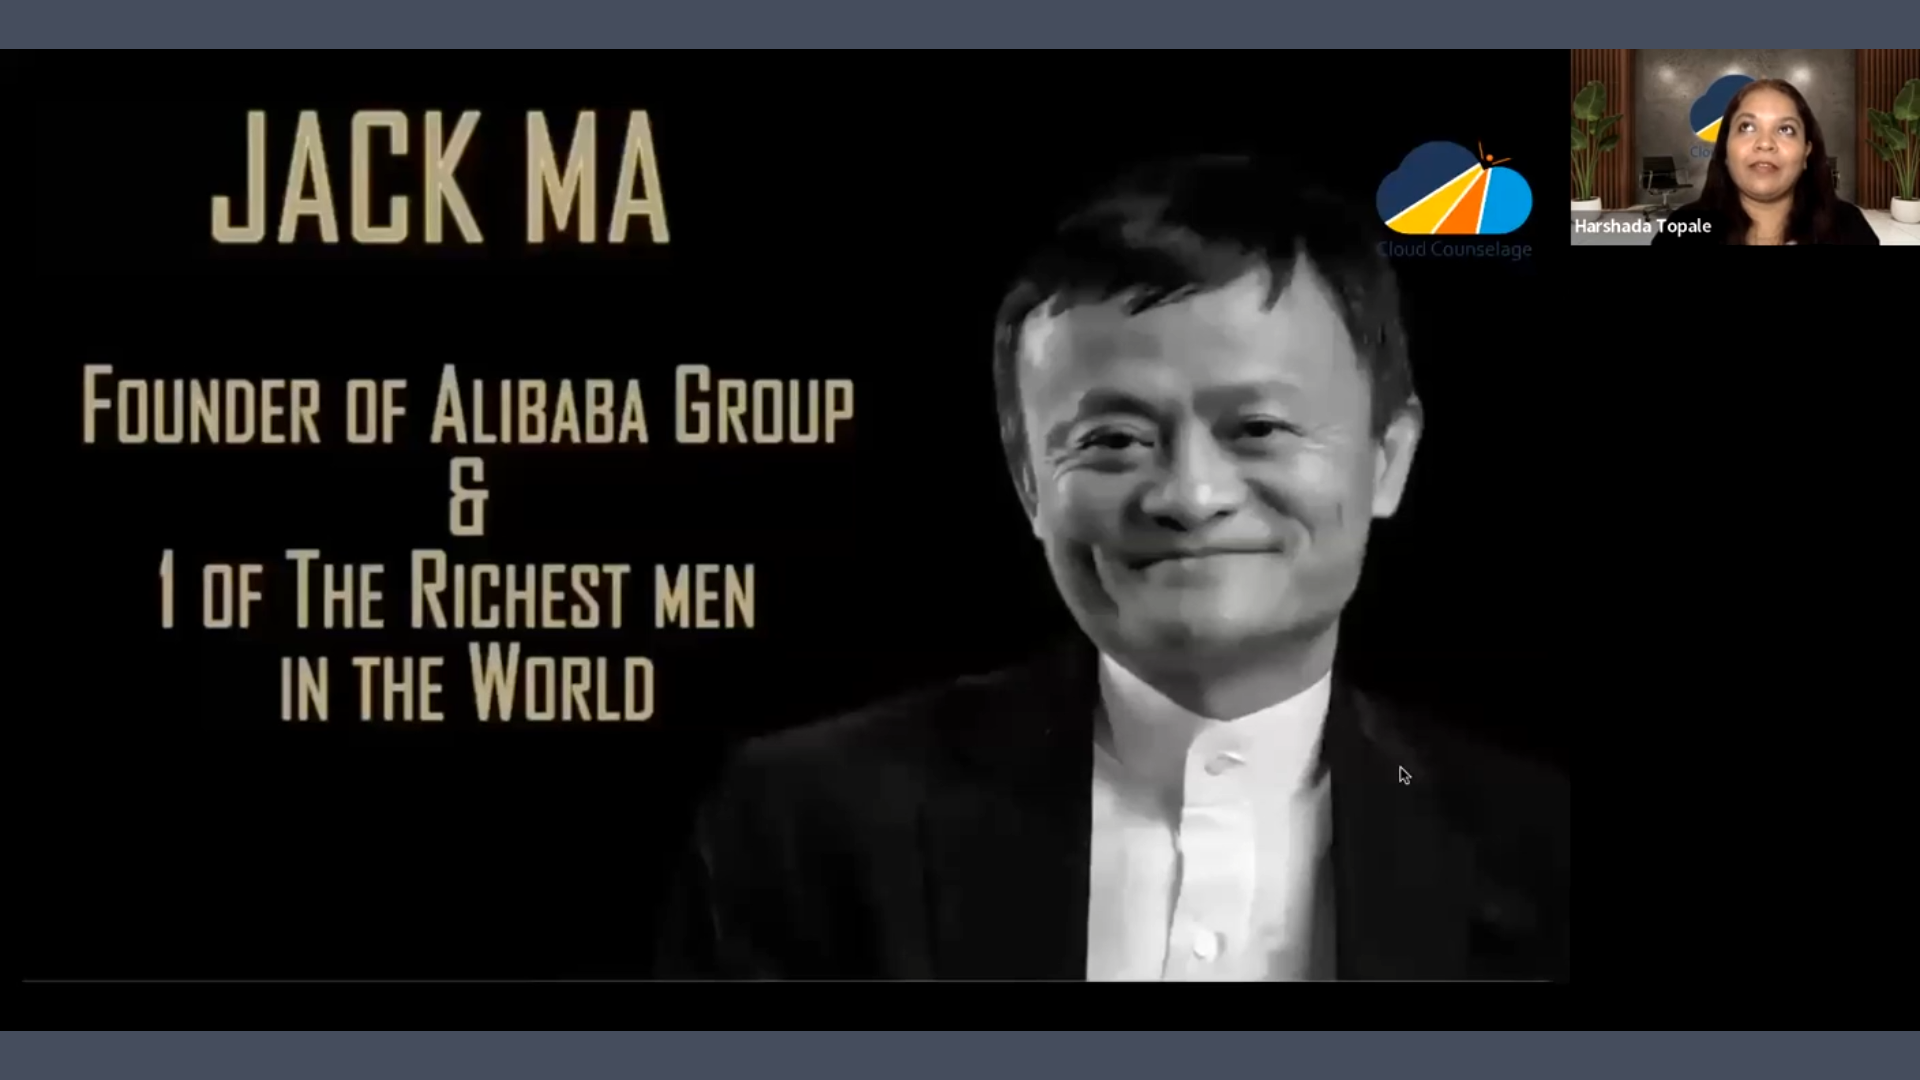 JACK MA
FOUNDER OF ALIBABA GROUP
&
1 OF THE RICHEST MEN
IN THE WORLD
Cloud Counselage
Harshada Topale